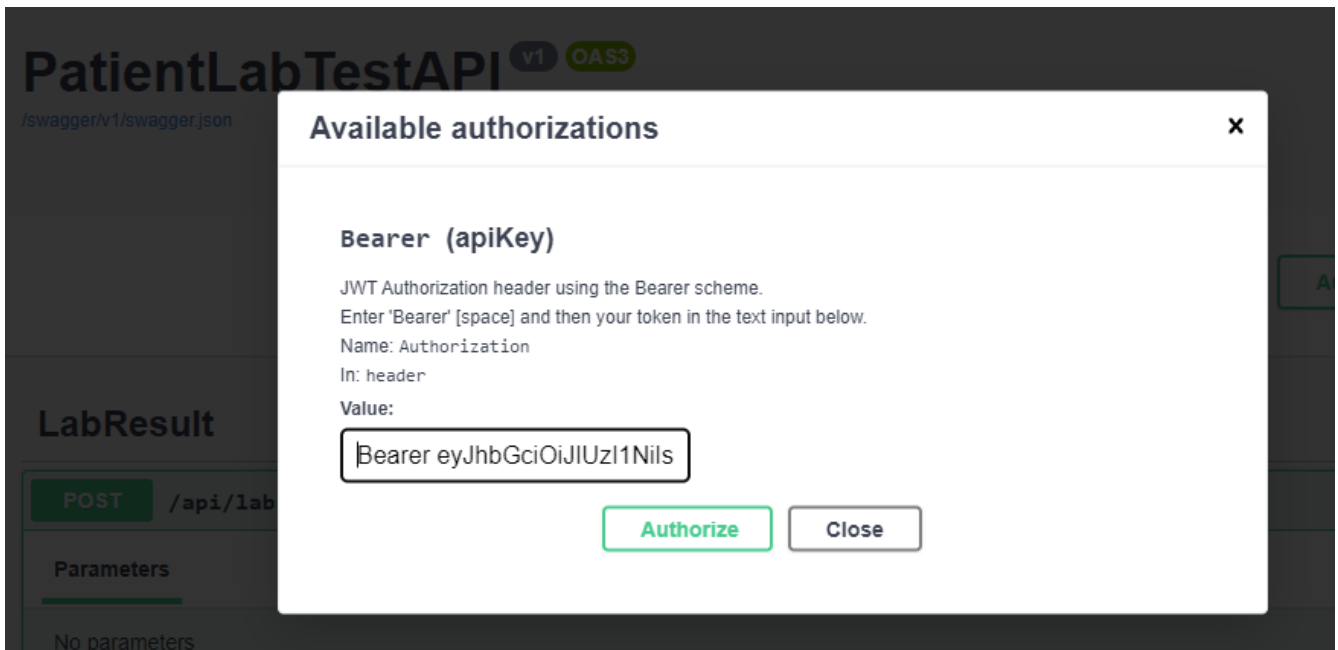 PatientLabTestAPI v1 OAS3
/swagger/v1/swagger.json
Available authorizations
Bearer (apiKey)
JWT Authorization header using the Bearer scheme.
Enter 'Bearer' [space] and then your token in the text input below.
Name: Authorization
In: header
Value:
Bearer eyJhbGciOiJIUzI1NiIs
Authorize Close
A
LabResult
POST /api/lab
Parameters
No parameters